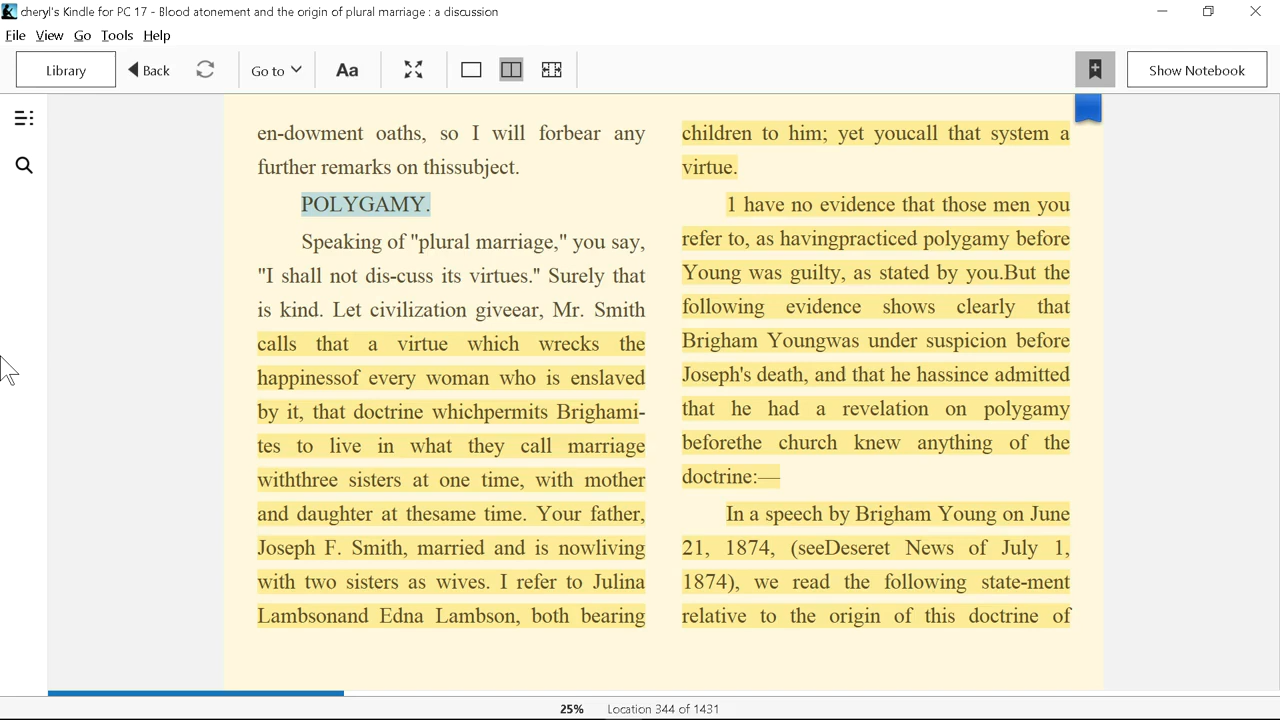 cheryl's Kindle for PC 17 - Blood atonement and the origin of plural marriage : a discussion
File View Go Tools Help
Library Back Go to Aa Show Notebook
en-dowment oaths, so I will forbear any
further remarks on thissubject.
POLYGAMY.
Speaking of "plural marriage," you say,
"I shall not dis-cuss its virtues." Surely that
is kind. Let civilization giveear, Mr. Smith
calls that a virtue which wrecks the
happinessof every woman who is enslaved
by it, that doctrine whichpermits Brighami-
tes to live in what they call marriage
withthree sisters at one time, with mother
and daughter at thesame time. Your father,
Joseph F. Smith, married and is nowliving
with two sisters as wives. I refer to Julina
Lambsonand Edna Lambson, both bearing
children to him; yet youcall that system a
virtue.
1 have no evidence that those men you
refer to, as havingpracticed polygamy before
Young was guilty, as stated by you.But the
following evidence shows clearly that
Brigham Youngwas under suspicion before
Joseph's death, and that he hassince admitted
that he had a revelation on polygamy
beforethe church knew anything of the
doctrine:—
In a speech by Brigham Young on June
21, 1874, (seeDeseret News of July 1,
1874), we read the following state-ment
relative to the origin of this doctrine of
25% Location 344 of 1431